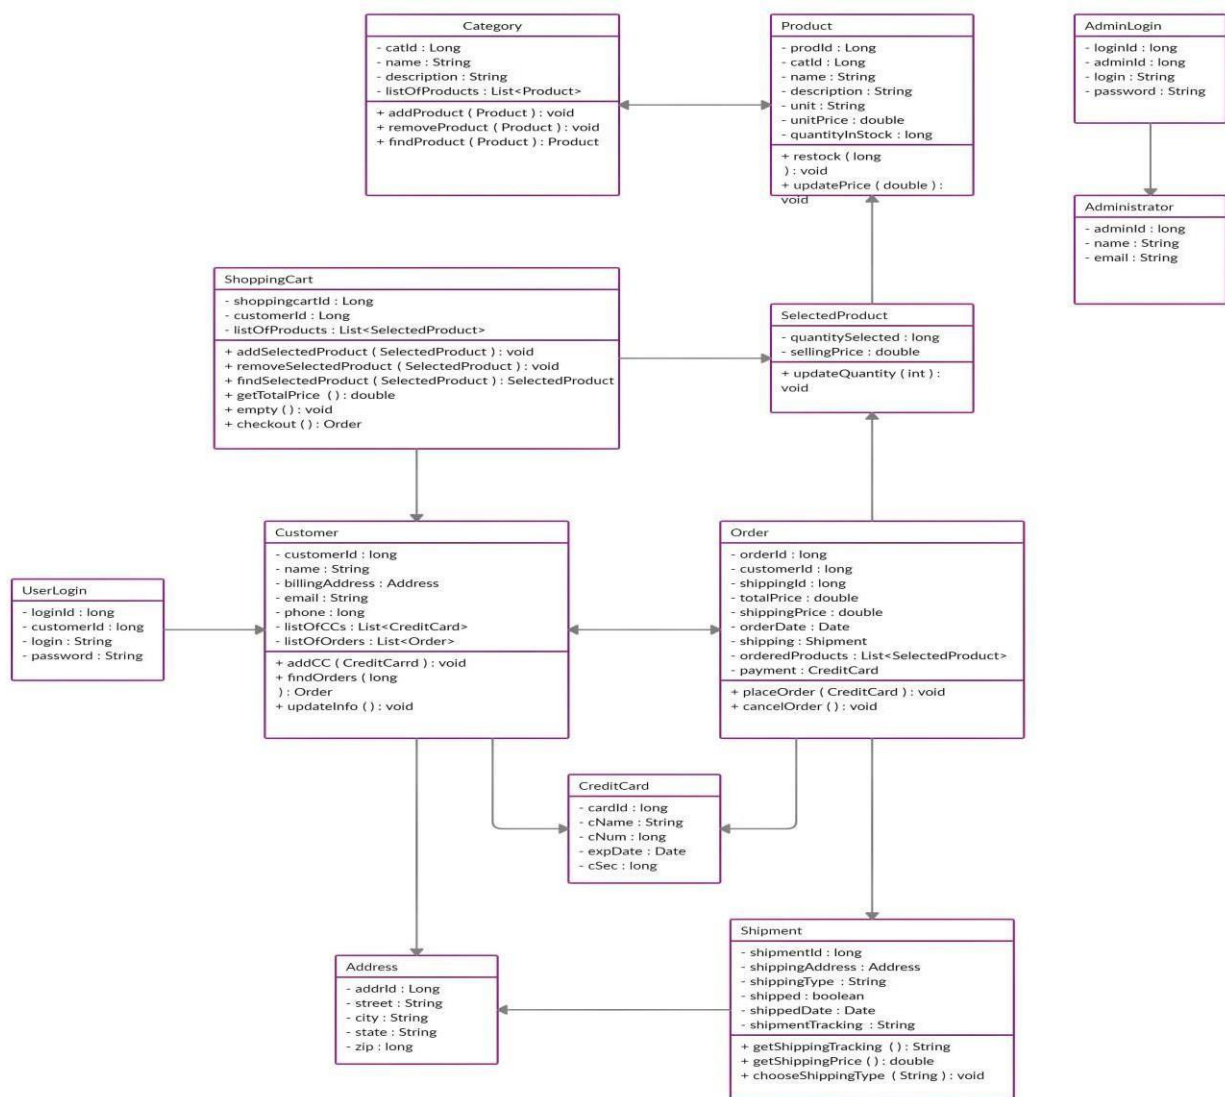 Category
- catId : Long
- name : String
- description : String
- listOfProducts : List<Product>
+ addProduct ( Product ) : void
+ removeProduct ( Product ) : void
+ findProduct ( Product ) : Product
Product
- prodId : Long
- catId : Long
- name : String
- description : String
- unit : String
- unitPrice : double
- quantityInStock : long
+ restock ( long
) : void
+ updatePrice ( double ) :
void
AdminLogin
- loginId : long
- adminId : long
- login : String
- password : String
Administrator
- adminId : long
- name : String
- email : String
ShoppingCart
- shoppingcartId : Long
- customerId : Long
- listOfProducts : List<SelectedProduct>
+ addSelectedProduct ( SelectedProduct ) : void
+ removeSelectedProduct ( SelectedProduct ) : void
+ findSelectedProduct ( SelectedProduct ) : SelectedProduct
+ getTotalPrice () : double
+ empty () : void
+ checkout () : Order
SelectedProduct
- quantitySelected : long
- sellingPrice : double
+ updateQuantity ( int ) :
void
UserLogin
- loginId : long
- customerId : long
- login : String
- password : String
Customer
- customerId : long
- name : String
- billingAddress : Address
- email : String
- phone : long
- listOfCCs : List<CreditCard>
- listOfOrders : List<Order>
+ addCC ( CreditCarrd ) : void
+ findOrders ( long
) : Order
+ updateInfo () : void
Order
- orderId : long
- customerId : long
- shippingId : long
- totalPrice : double
- shippingPrice : double
- orderDate : Date
- shipping : Shipment
- orderedProducts : List<SelectedProduct>
- payment : CreditCard
+ placeOrder ( CreditCard ) : void
+ cancelOrder () : void
CreditCard
- cardId : long
- cName : String
- cNum : long
- expDate : Date
- cSec : long
Address
- addrId : Long
- street : String
- city : String
- state : String
- zip : long
Shipment
- shipmentId : long
- shippingAddress : Address
- shippingType : String
- shipped : boolean
- shippedDate : Date
- shipmentTracking : String
+ getShippingTracking () : String
+ getShippingPrice () : double
+ chooseShippingType ( String ) : void